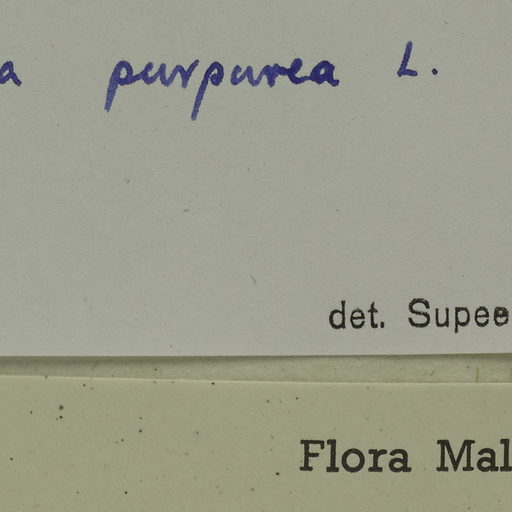 a purpurea L.
det. Supee
Flora Mal